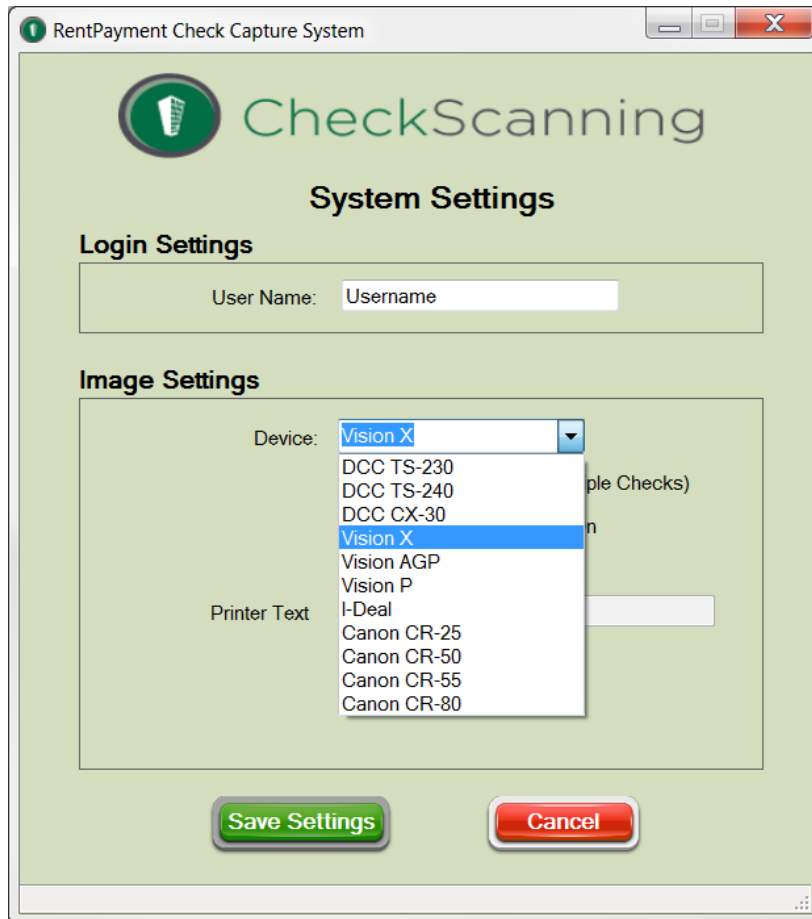 RentPayment Check Capture System
CheckScanning
System Settings
Login Settings
User Name: Username
Image Settings
Device: Vision X
DCC TS-230
DCC TS-240
ple Checks)
DCC CX-30
n
Vision X
Vision AGP
Vision P
I-Deal
Printer Text
Canon CR-25
Canon CR-50
Canon CR-55
Canon CR-80
Save Settings Cancel